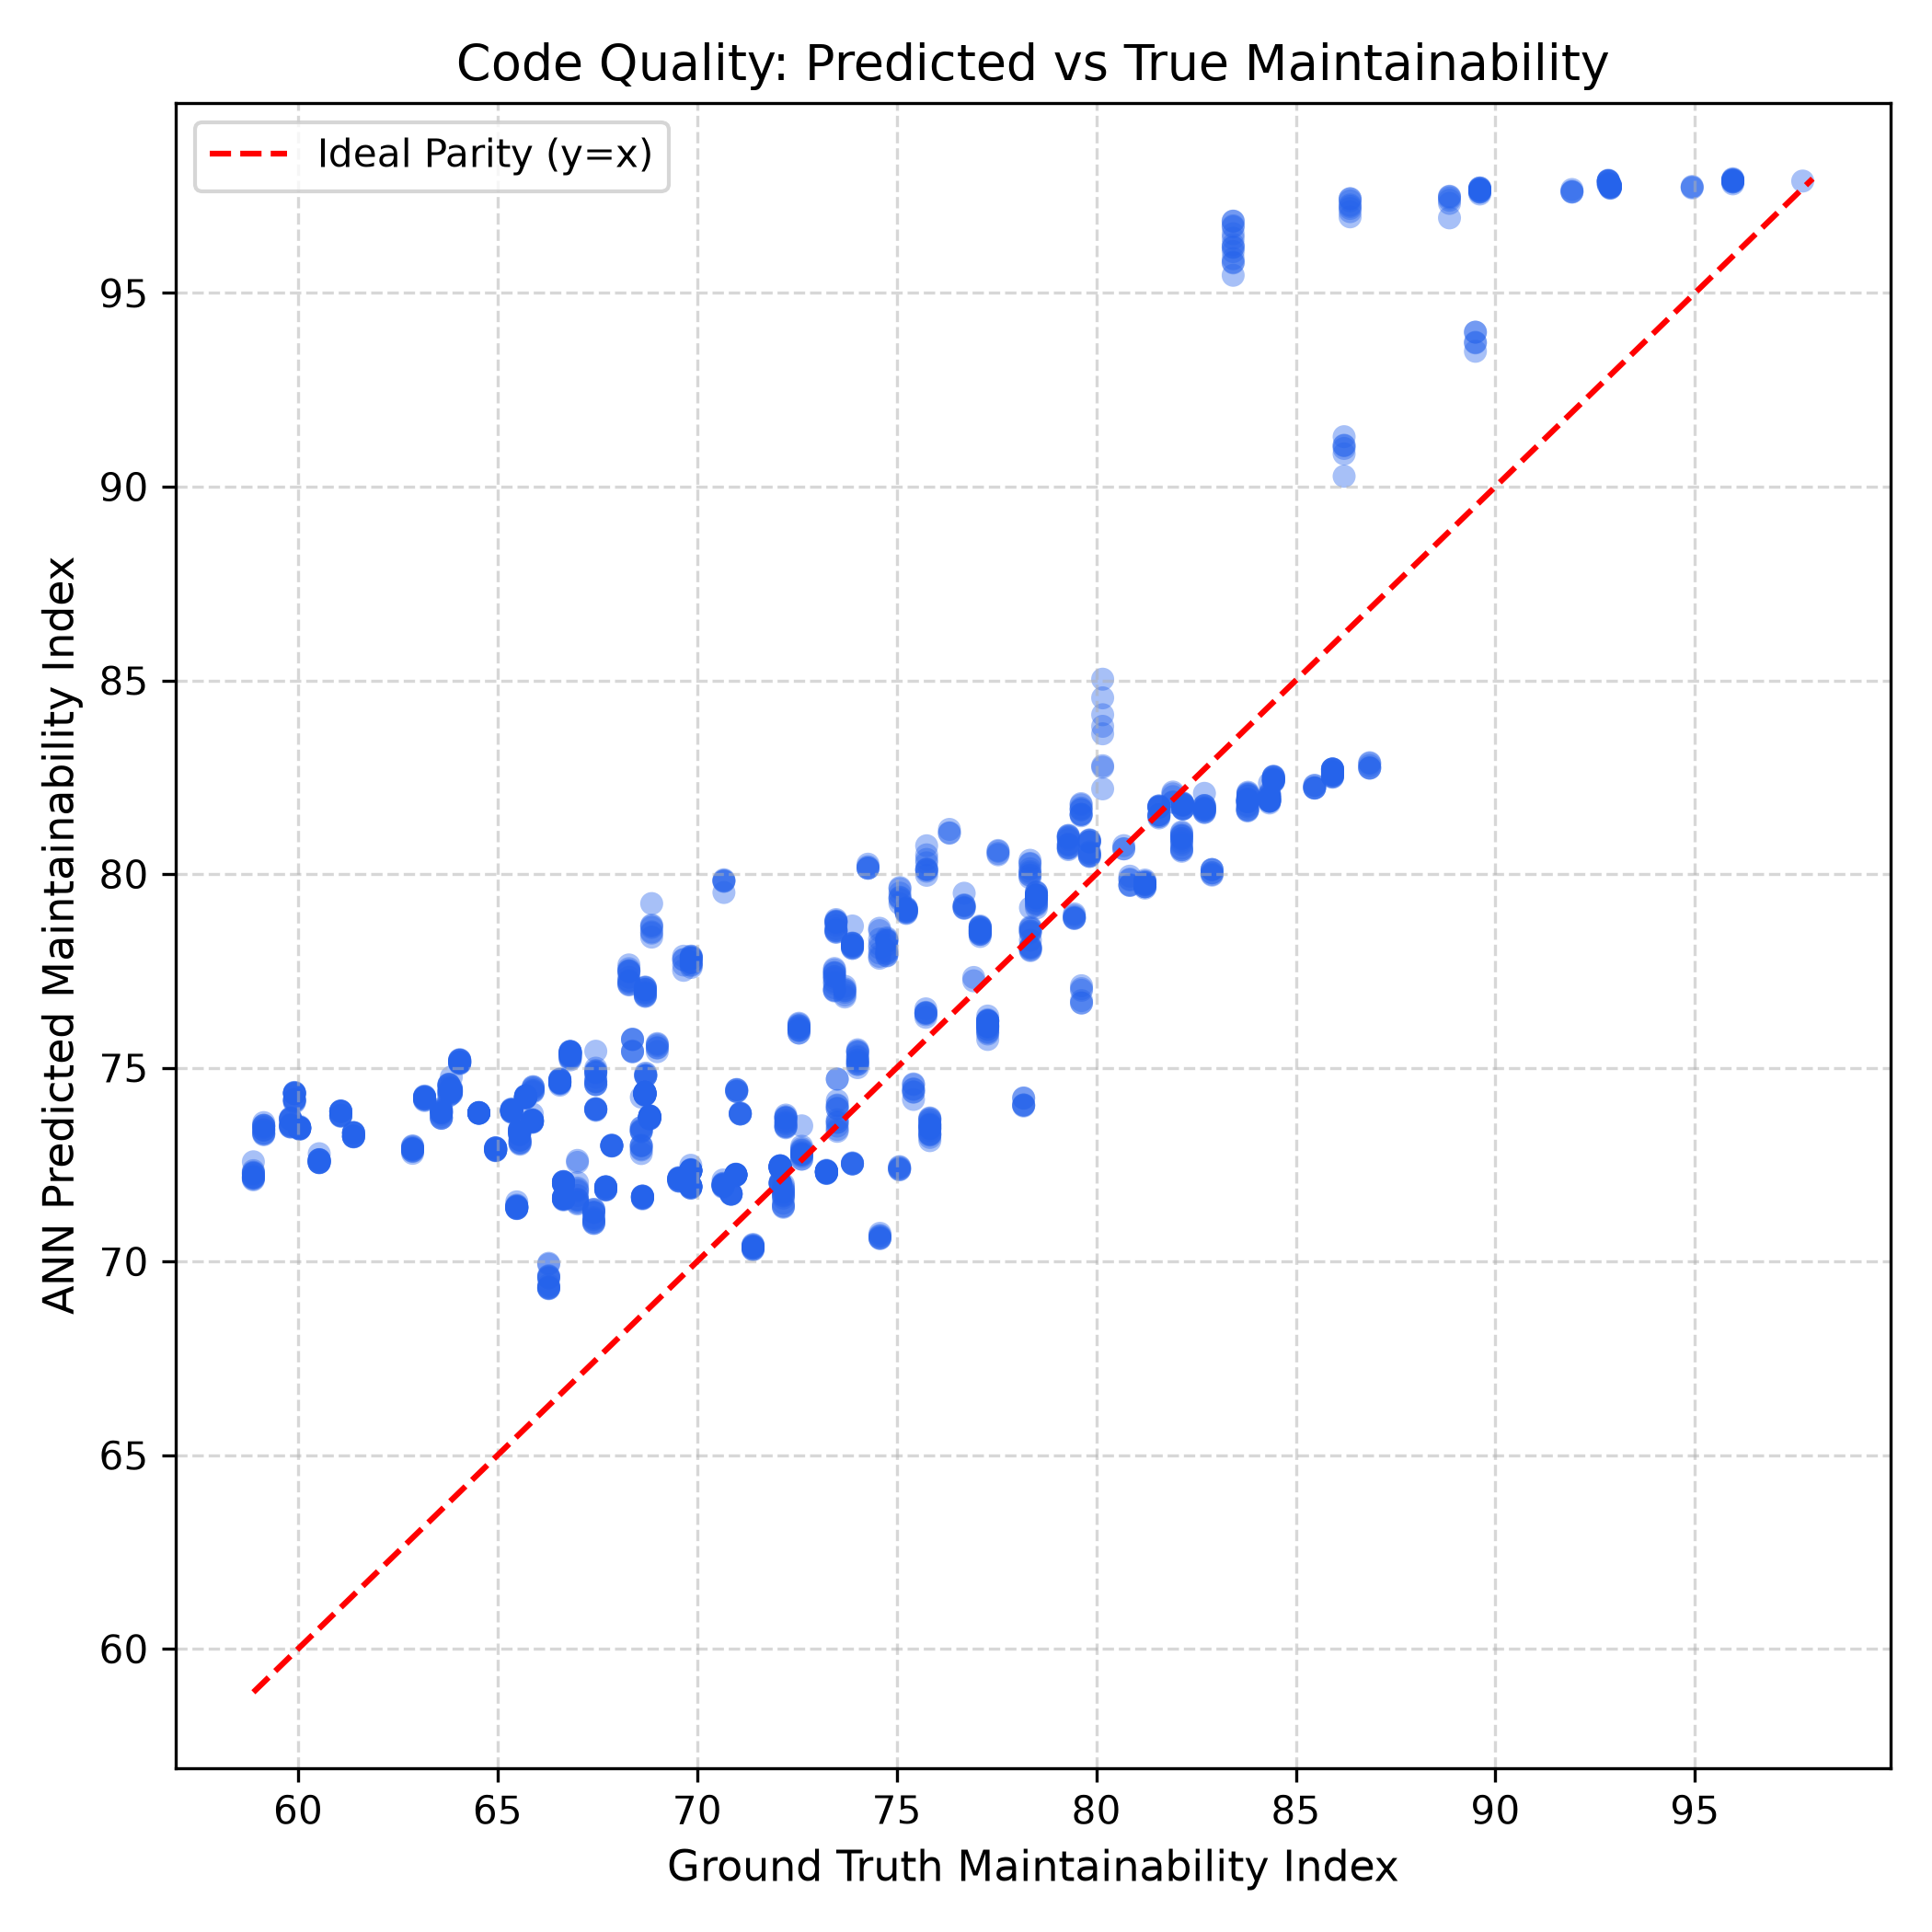 Code Quality: Predicted vs True Maintainability
Ideal Parity (y=x)
ANN Predicted Maintainability Index
95
90
85
80
75
70
65
60
60 65 70 75 80 85 90 95
Ground Truth Maintainability Index